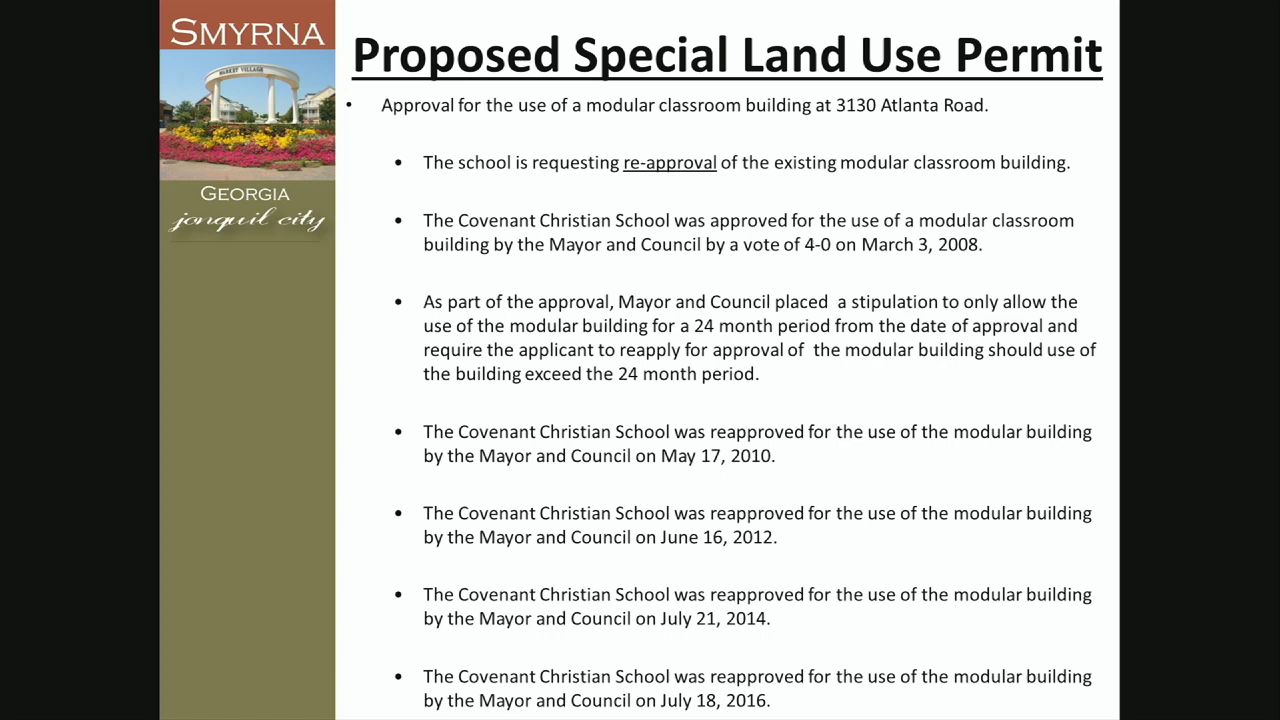 SMYRNA
MARKET VILLAGE
GEORGIA
jonquil city
Proposed Special Land Use Permit
• Approval for the use of a modular classroom building at 3130 Atlanta Road.
• The school is requesting re-approval of the existing modular classroom building.
• The Covenant Christian School was approved for the use of a modular classroom
building by the Mayor and Council by a vote of 4-0 on March 3, 2008.
• As part of the approval, Mayor and Council placed a stipulation to only allow the
use of the modular building for a 24 month period from the date of approval and
require the applicant to reapply for approval of the modular building should use of
the building exceed the 24 month period.
• The Covenant Christian School was reapproved for the use of the modular building
by the Mayor and Council on May 17, 2010.
• The Covenant Christian School was reapproved for the use of the modular building
by the Mayor and Council on June 16, 2012.
• The Covenant Christian School was reapproved for the use of the modular building
by the Mayor and Council on July 21, 2014.
• The Covenant Christian School was reapproved for the use of the modular building
by the Mayor and Council on July 18, 2016.